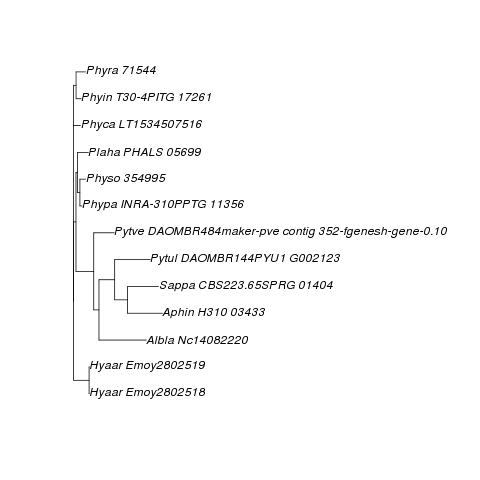 Phyra 71544
Phyin T30-4PITG 17261
Phyca LT1534507516
Plaha PHALS 05699
Physo 354995
Phypa INRA-310PPTG 11356
Pytve DAOMBR484maker-pve contig 352-fgenesh-gene-0.10
Pytul DAOMBR144PYU1 G002123
Sappa CBS223.65SPRG 01404
Aphin H310 03433
Albla Nc14082220
Hyaar Emoy2802519
Hyaar Emoy2802518